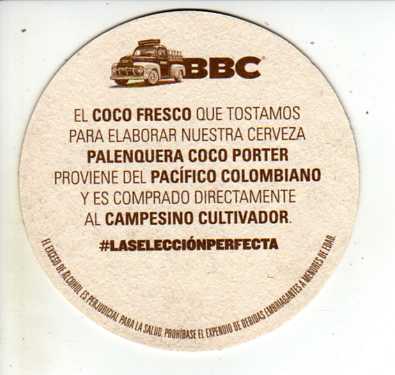 BBC
EL COCO FRESCO QUE TOSTAMOS
PARA ELABORAR NUESTRA CERVEZA
PALENQUERA COCO PORTER
PROVIENE DEL PACÍFICO COLOMBIANO
Y ES COMPRADO DIRECTAMENTE
AL CAMPESINO CULTIVADOR.
#LASELECCIÓNPERFECTA
EL EXCESO DE ALCOHOL ES PERJUDICIAL PARA LA SALUD. PROHÍBASE EL EXPENDIO DE BEBIDAS EMBRIAGANTES A MENORES DE EDAD.